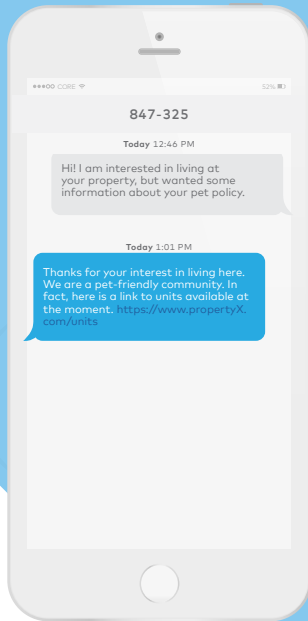 ●●●○○ CORE 52%
847-325
Today 12:46 PM
Hi! I am interested in living at
your property, but wanted some
information about your pet policy.
Today 1:01 PM
Thanks for your interest in living here.
We are a pet-friendly community. In
fact, here is a link to units available at
the moment. https://www.propertyX.
com/units